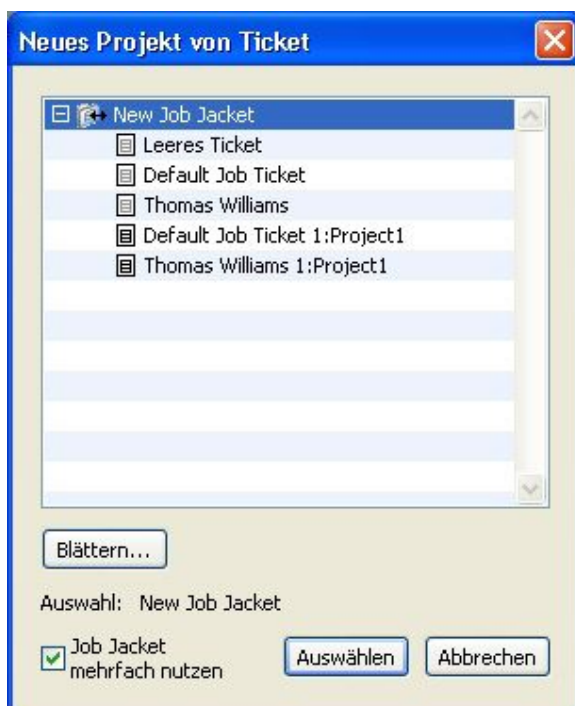 Neues Projekt von Ticket
New Job Jacket
Leeres Ticket
Default Job Ticket
Thomas Williams
Default Job Ticket 1:Project1
Thomas Williams 1:Project1
Blättern...
Auswahl: New Job Jacket
Job Jacket
mehrfach nutzen
Auswählen
Abbrechen